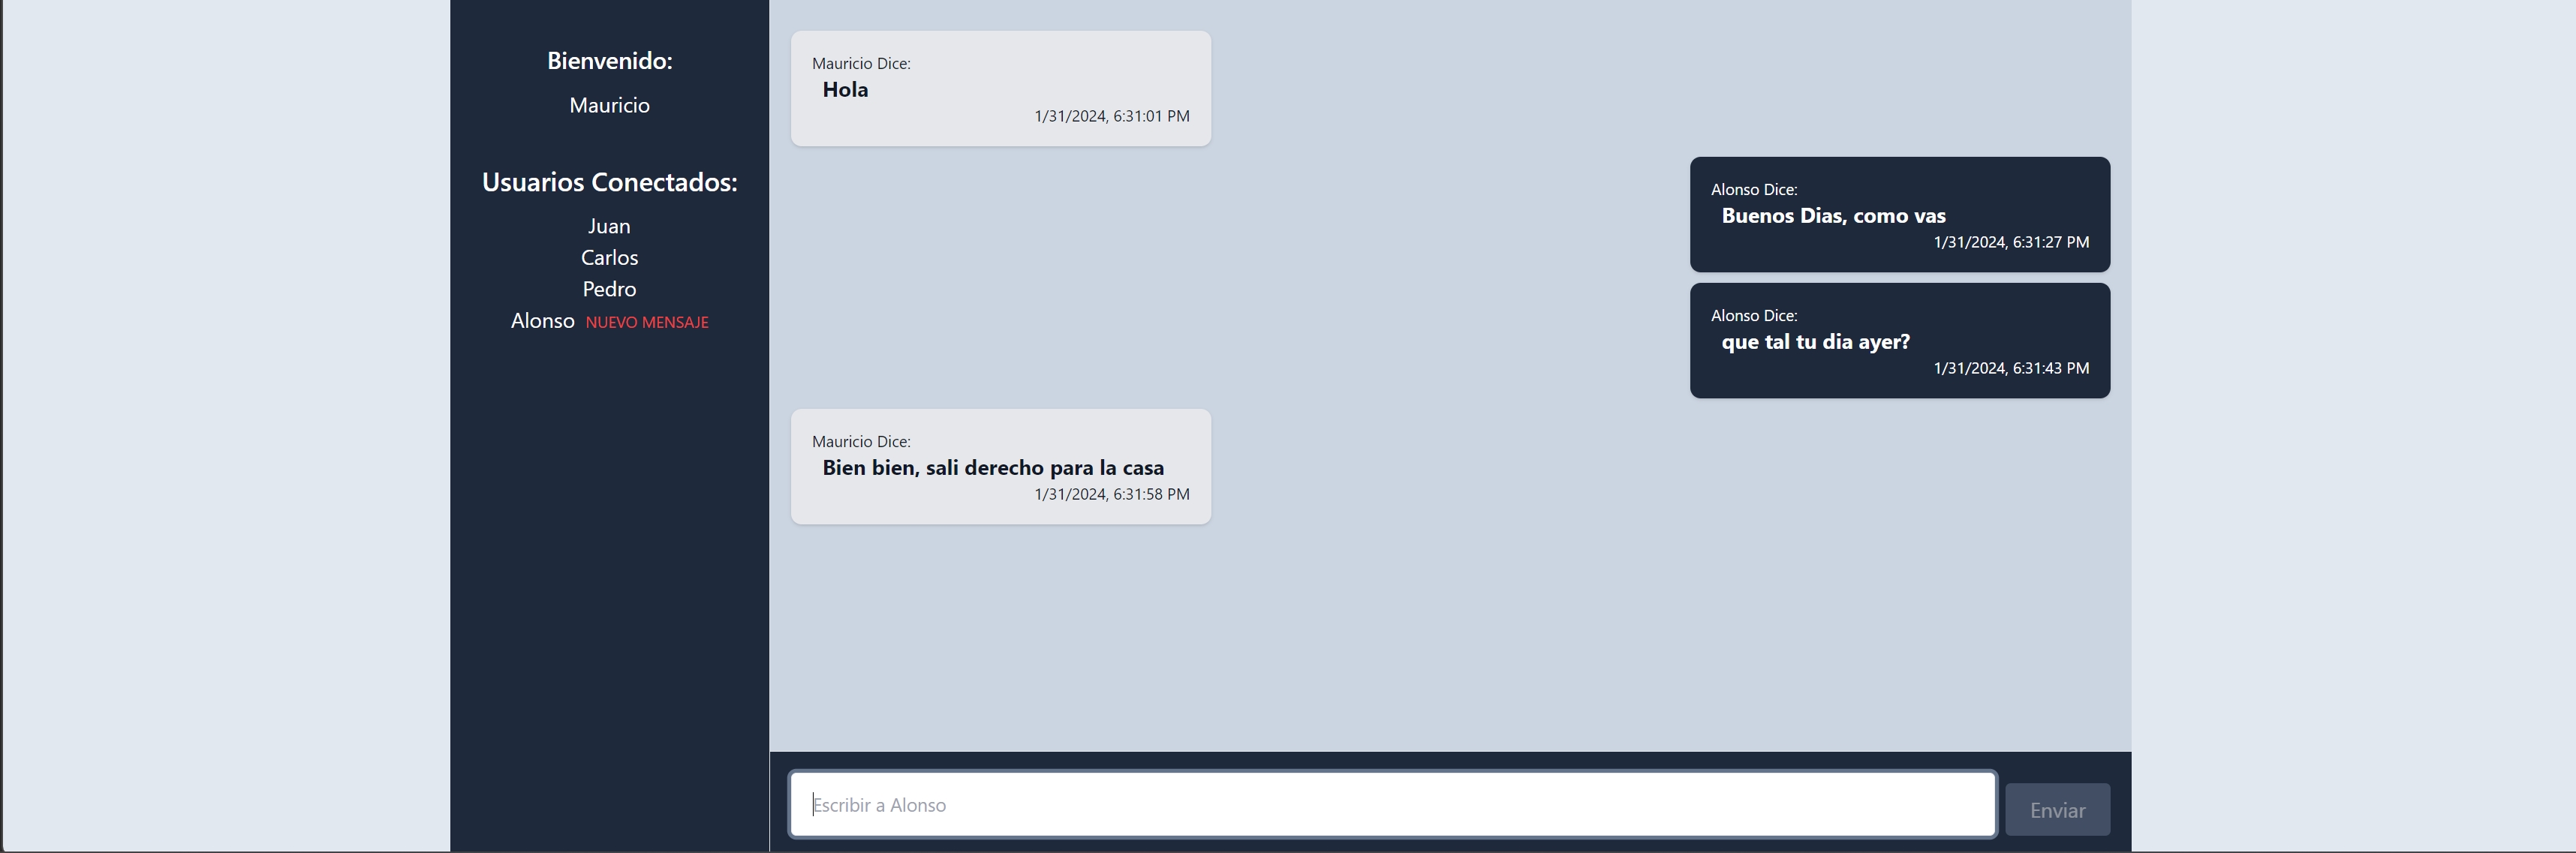 Bienvenido:
Mauricio
Usuarios Conectados:
Juan
Carlos
Pedro
Alonso NUEVO MENSAJE
Mauricio Dice:
Hola
1/31/2024, 6:31:01 PM
Alonso Dice:
Buenos Dias, como vas
1/31/2024, 6:31:27 PM
Alonso Dice:
que tal tu dia ayer?
1/31/2024, 6:31:43 PM
Mauricio Dice:
Bien bien, sali derecho para la casa
1/31/2024, 6:31:58 PM
Escribir a Alonso
Enviar